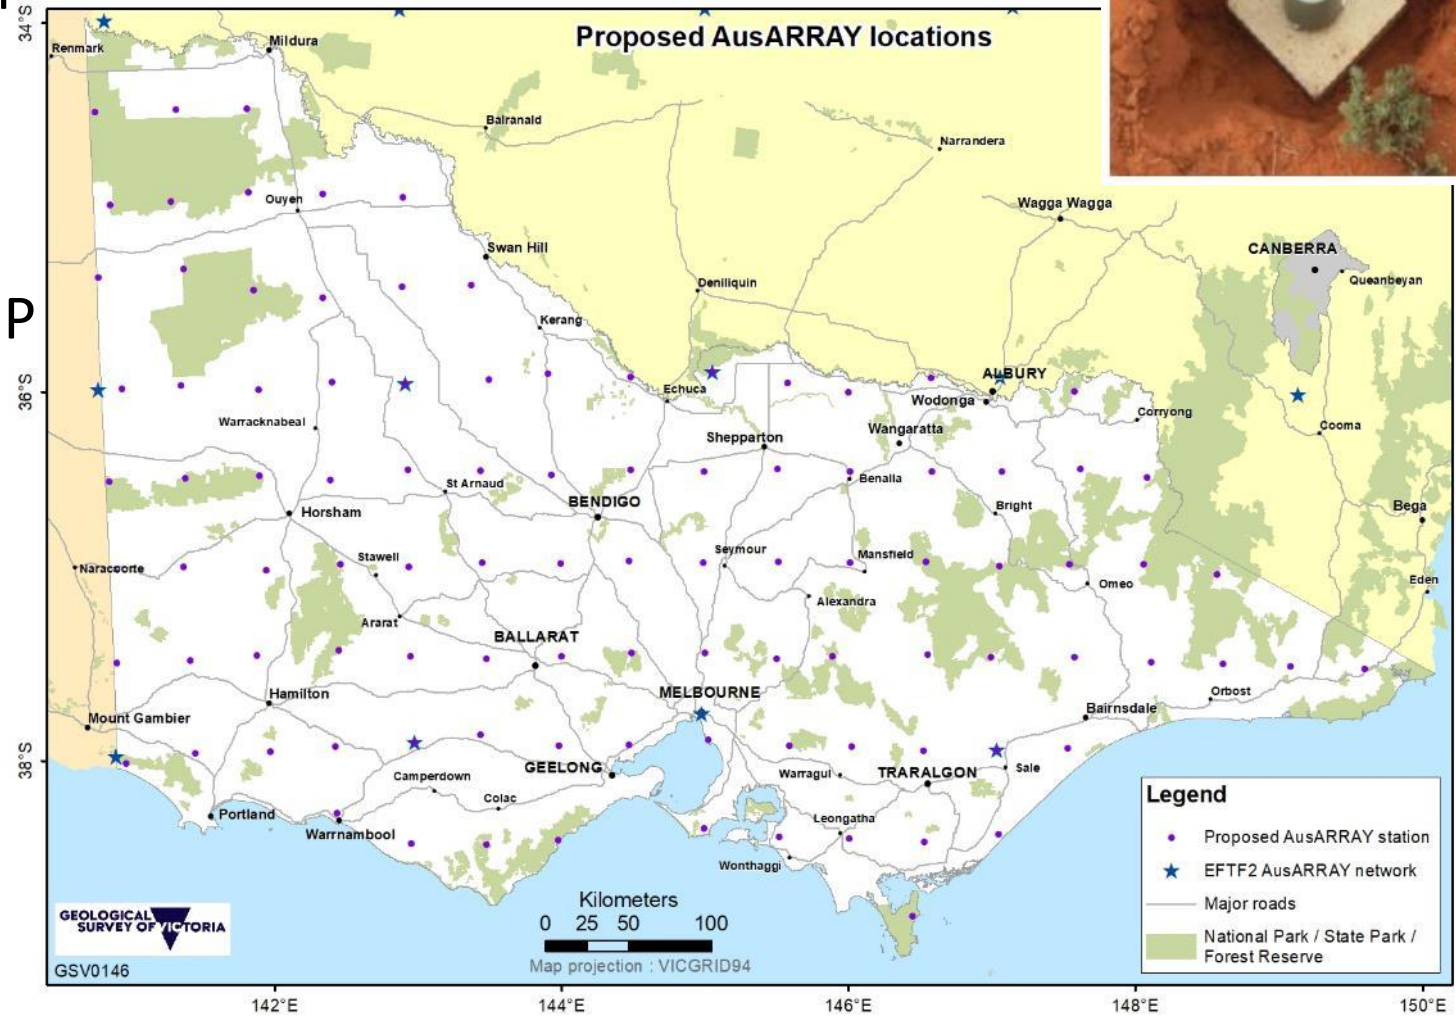 Proposed AusARRAY locations
34°S
36°S
38°S
P
Renmark
Mildura
Balranald
Narrandera
Ouyen
Wagga Wagga
Swan Hill
CANBERRA
Queanbeyan
Deniliquin
Kerang
Echuca
ALBURY
Wodonga
Corryong
Cooma
Warracknabeal
Shepparton
Wangaratta
St Arnaud
Benalla
BENDIGO
Horsham
Bright
Bega
Naracoorte
Stawell
Seymour
Mansfield
Omeo
Eden
Alexandra
Ararat
BALLARAT
Hamilton
MELBOURNE
Orbost
Bairnsdale
Mount Gambier
GEELONG
Camperdown
Colac
Warragul
TRARALGON
Sale
Portland
Warrnambool
Leongatha
Wonthaggi
Legend
Proposed AusARRAY station
EFTF2 AusARRAY network
Major roads
National Park / State Park /
Forest Reserve
Kilometers
0 25 50 100
Map projection : VICGRID94
GEOLOGICAL
SURVEY OF VICTORIA
GSV0146
142°E 144°E 146°E 148°E 150°E